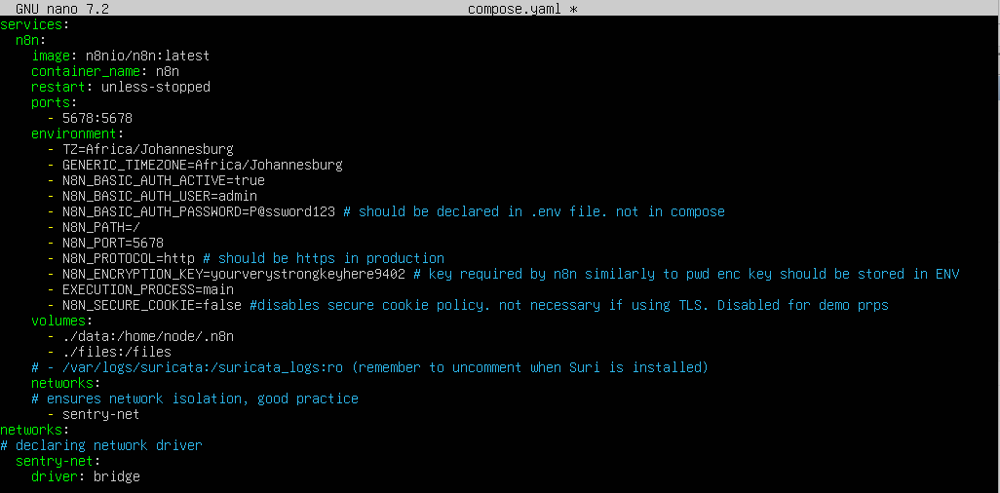 GNU nano 7.2 compose.yaml *
services:
  n8n:
    image: n8nio/n8n:latest
    container_name: n8n
    restart: unless-stopped
    ports:
      - 5678:5678
    environment:
      - TZ=Africa/Johannesburg
      - GENERIC_TIMEZONE=Africa/Johannesburg
      - N8N_BASIC_AUTH_ACTIVE=true
      - N8N_BASIC_AUTH_USER=admin
      - N8N_BASIC_AUTH_PASSWORD=P@ssword123 # should be declared in .env file. not in compose
      - N8N_PATH=/
      - N8N_PORT=5678
      - N8N_PROTOCOL=http # should be https in production
      - N8N_ENCRYPTION_KEY=yourverystrongkeyhere9402 # key required by n8n similarly to pwd enc key should be stored in ENV
      - EXECUTION_PROCESS=main
      - N8N_SECURE_COOKIE=false #disables secure cookie policy. not necessary if using TLS. Disabled for demo prps
    volumes:
      - ./data:/home/node/.n8n
      - ./files:/files
    # - /var/logs/suricata:/suricata_logs:ro (remember to uncomment when Suri is installed)
    networks:
    # ensures network isolation, good practice
      - sentry-net
networks:
# declaring network driver
  sentry-net:
    driver: bridge